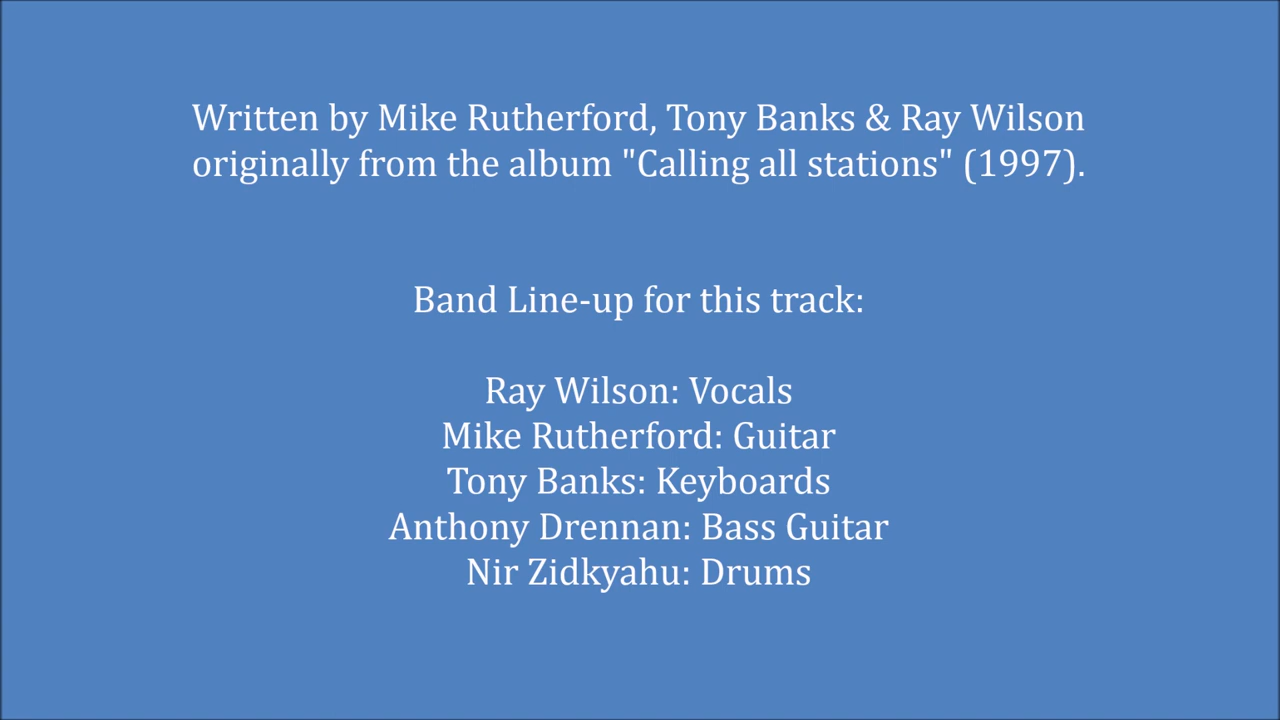 Written by Mike Rutherford, Tony Banks & Ray Wilson
originally from the album "Calling all stations" (1997).
Band Line-up for this track:
Ray Wilson: Vocals
Mike Rutherford: Guitar
Tony Banks: Keyboards
Anthony Drennan: Bass Guitar
Nir Zidkyahu: Drums